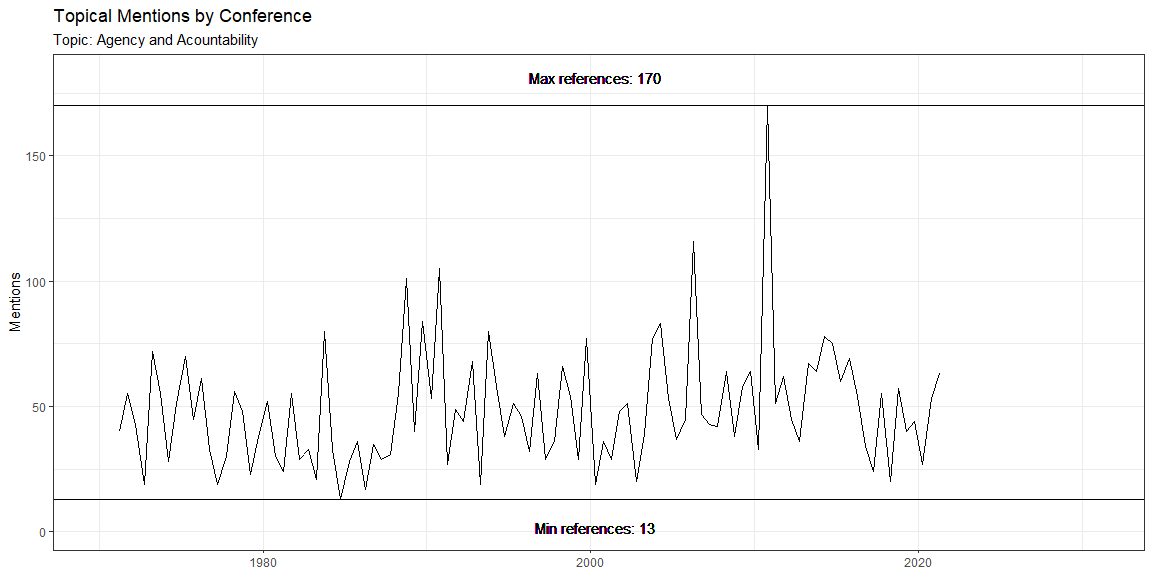 Topical Mentions by Conference
Topic: Agency and Acountability
Max references: 170
150
100
Mentions
50
Min references: 13
0
1980 2000 2020